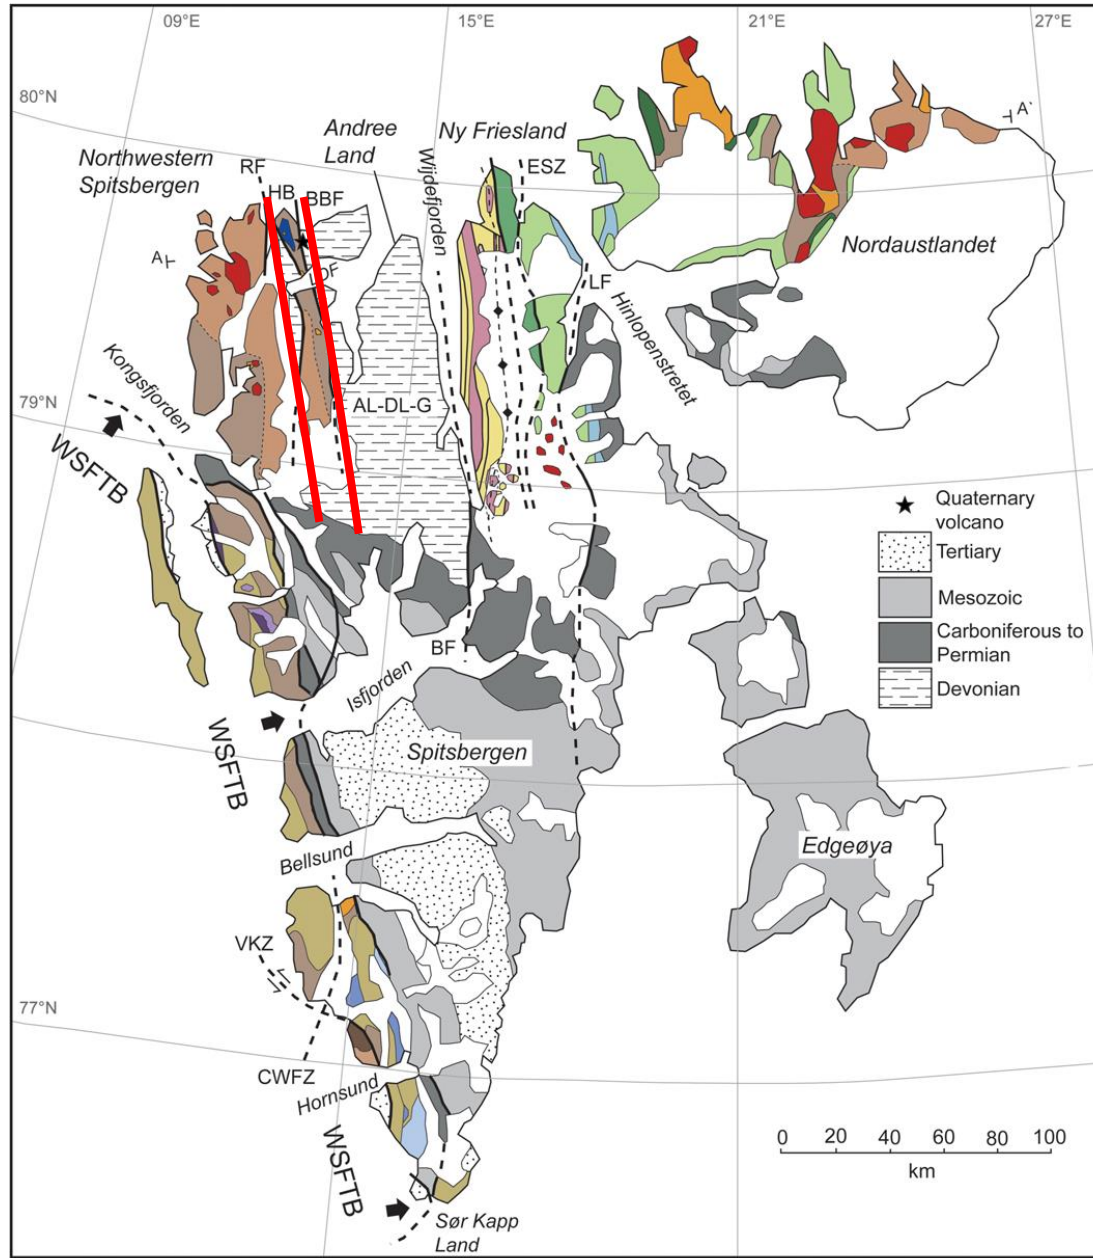 09°E
15°E
21°E
27°E
80°N
Andree
Land
Ny Friesland
A`
Northwestern
Spitsbergen
RF
HB
BBF
Wijdefjorden
ESZ
Nordaustlandet
A
LF
Hinlopenstretet
79°N
Kongsfjorden
AL-DL-G
WSFTB
Quaternary
volcano
Tertiary
Mesozoic
Carboniferous to
Permian
Devonian
BF
Isfjorden
WSFTB
Spitsbergen
Edgeøya
Bellsund
VKZ
77°N
CWFZ
Hornsund
WSFTB
0 20 40 60 80 100
km
Sør Kapp
Land